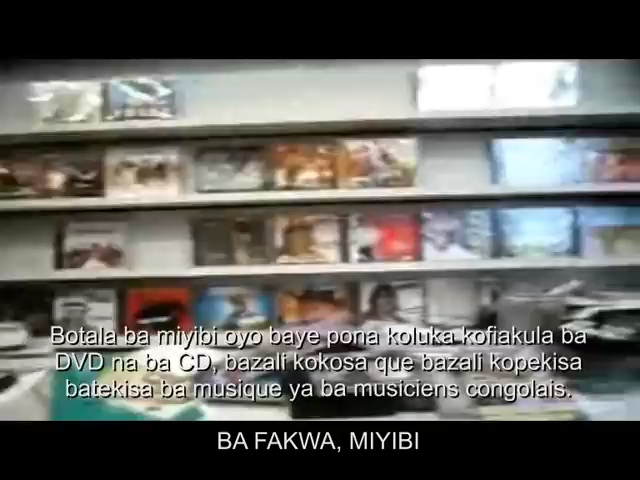 Botala ba miyibi oyo baye pona koluka kofiakula ba
DVD na ba CD, bazali kokosa que bazali kopekisa
batekisa ba musique ya ba musiciens congolais.
BA FAKWA, MIYIBI